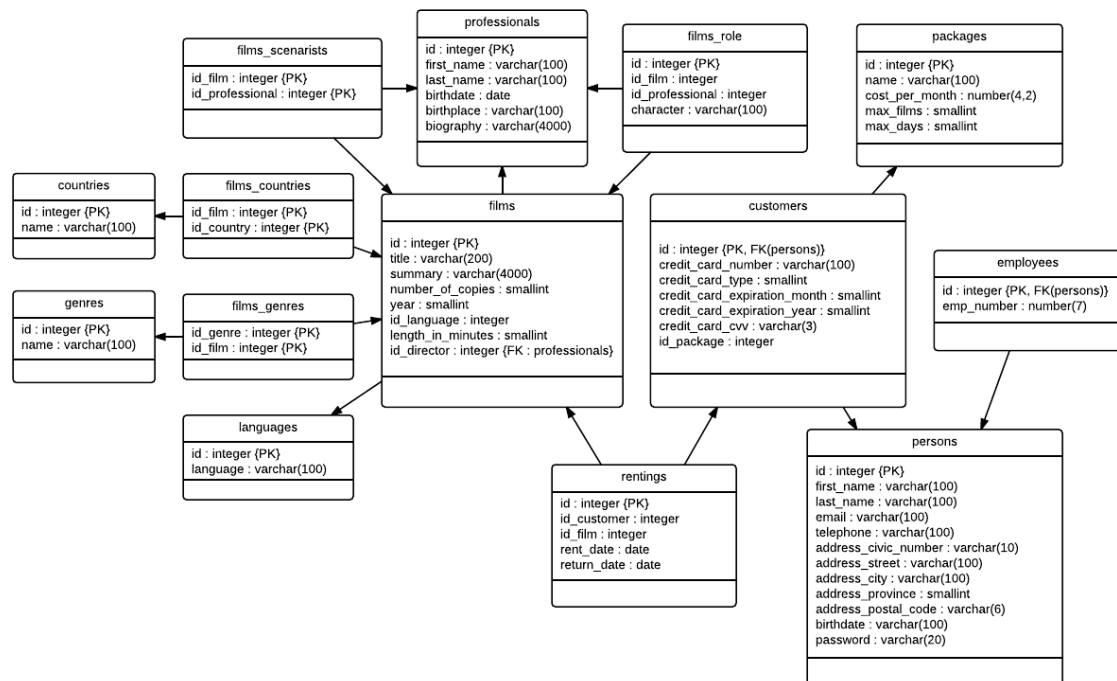 professionals
id : integer {PK}
first_name : varchar(100)
last_name : varchar(100)
birthdate : date
birthplace : varchar(100)
biography : varchar(4000)
films_scenarists
id_film : integer {PK}
id_professional : integer {PK}
films_role
id : integer {PK}
id_film : integer
id_professional : integer
character : varchar(100)
packages
id : integer {PK}
name : varchar(100)
cost_per_month : number(4,2)
max_films : smallint
max_days : smallint
countries
id : integer {PK}
name : varchar(100)
films_countries
id_film : integer {PK}
id_country : integer {PK}
films
id : integer {PK}
title : varchar(200)
summary : varchar(4000)
number_of_copies : smallint
year : smallint
id_language : integer
length_in_minutes : smallint
id_director : integer {FK : professionals}
customers
id : integer {PK, FK(persons)}
credit_card_number : varchar(100)
credit_card_type : smallint
credit_card_expiration_month : smallint
credit_card_expiration_year : smallint
credit_card_cvv : varchar(3)
id_package : integer
employees
id : integer {PK, FK(persons)}
emp_number : number(7)
genres
id : integer {PK}
name : varchar(100)
films_genres
id_genre : integer {PK}
id_film : integer {PK}
languages
id : integer {PK}
language : varchar(100)
rentings
id : integer {PK}
id_customer : integer
id_film : integer
rent_date : date
return_date : date
persons
id : integer {PK}
first_name : varchar(100)
last_name : varchar(100)
email : varchar(100)
telephone : varchar(100)
address_civic_number : varchar(10)
address_street : varchar(100)
address_city : varchar(100)
address_province : smallint
address_postal_code : varchar(6)
birthdate : varchar(100)
password : varchar(20)